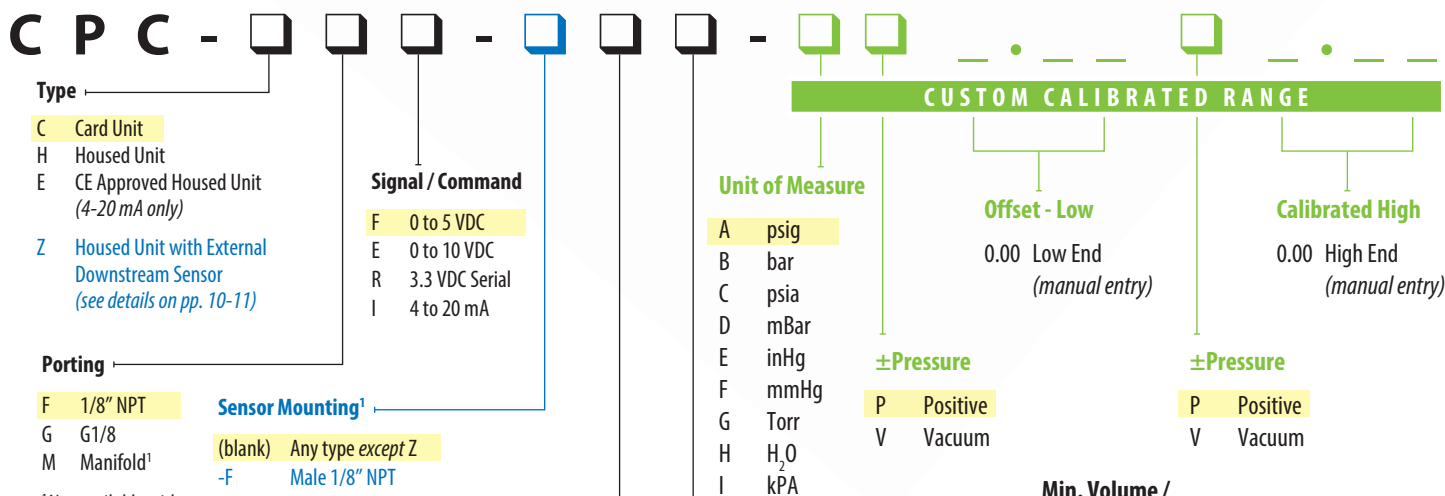 C P C - - -
CUSTOM CALIBRATED RANGE
Type
C Card Unit
H Housed Unit
E CE Approved Housed Unit
(4-20 mA only)
Z Housed Unit with External
Downstream Sensor
(see details on pp. 10-11)
Signal / Command
F 0 to 5 VDC
E 0 to 10 VDC
R 3.3 VDC Serial
I 4 to 20 mA
Porting
F 1/8” NPT
G G1/8
M Manifold¹
Sensor Mounting¹
(blank) Any type except Z
-F Male 1/8” NPT
Unit of Measure
A psig
B bar
C psia
D mBar
E inHg
F mmHg
G Torr
H H₂O
I kPA
±Pressure
P Positive
V Vacuum
Offset - Low
0.00 Low End
(manual entry)
±Pressure
P Positive
V Vacuum
Calibrated High
0.00 High End
(manual entry)
Min. Volume /